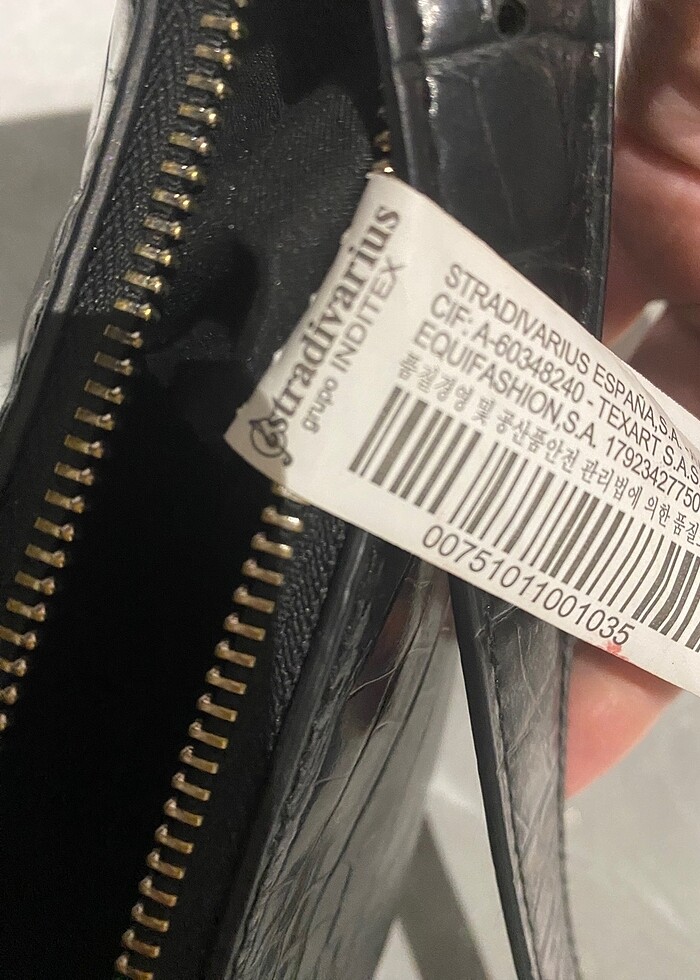 stradivarius
grupo INDITEX
STRADIVARIUS ESPAÑA,S.A.
CIF: A-60348240 - TEXART S.A.S
EQUIFASHION,S.A. 1792342775
품질경영 및 공산품안전 관리법에 의한 품질
00751011001035